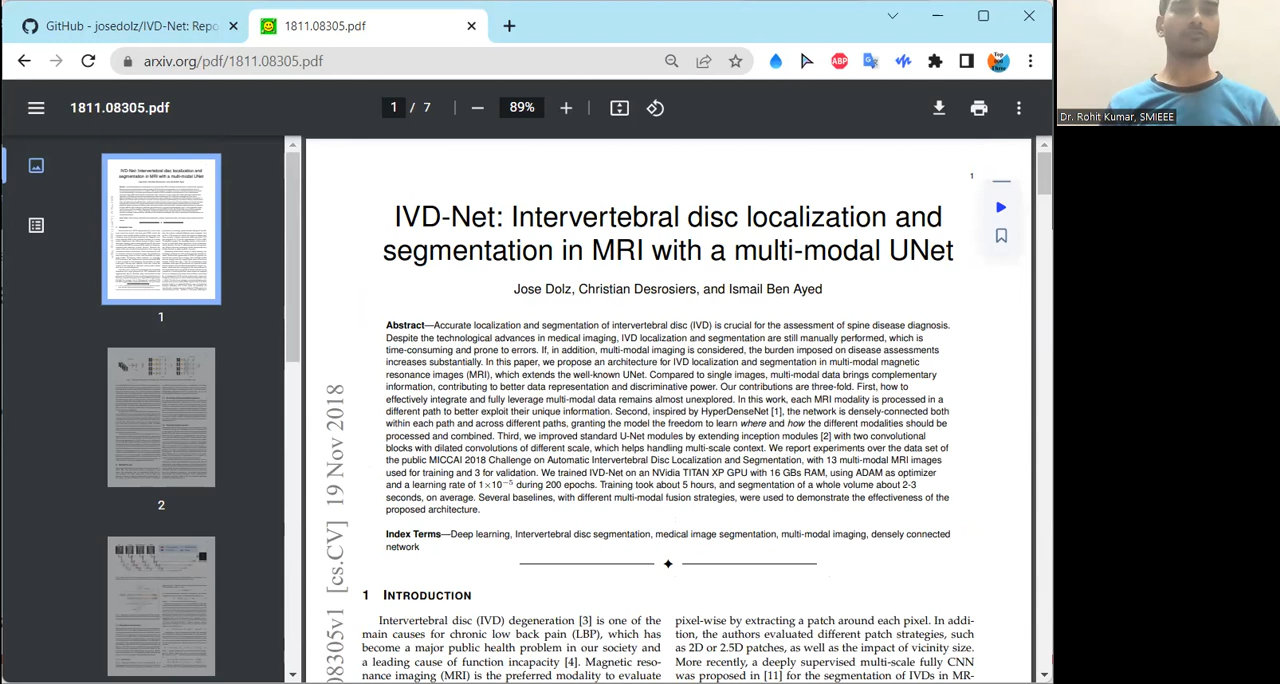 GitHub - josedolz/IVD-Net: Repo
1811.08305.pdf
arxiv.org/pdf/1811.08305.pdf
ABP
1811.08305.pdf
1 / 7
89%
Dr. Rohit Kumar, SMIEEE
1
2
1
08305v1 [cs.CV] 19 Nov 2018
IVD-Net: Intervertebral disc localization and
segmentation in MRI with a multi-modal UNet
Jose Dolz, Christian Desrosiers, and Ismail Ben Ayed
Abstract—Accurate localization and segmentation of intervertebral disc (IVD) is crucial for the assessment of spine disease diagnosis.
Despite the technological advances in medical imaging, IVD localization and segmentation are still manually performed, which is
time-consuming and prone to errors. If, in addition, multi-modal imaging is considered, the burden imposed on disease assessments
increases substantially. In this paper, we propose an architecture for IVD localization and segmentation in multi-modal magnetic
resonance images (MRI), which extends the well-known UNet. Compared to single images, multi-modal data brings complementary
information, contributing to better data representation and discriminative power. Our contributions are three-fold. First, how to
effectively integrate and fully leverage multi-modal data remains almost unexplored. In this work, each MRI modality is processed in a
different path to better exploit their unique information. Second, inspired by HyperDenseNet [1], the network is densely-connected both
within each path and across different paths, granting the model the freedom to learn where and how the different modalities should be
processed and combined. Third, we improved standard U-Net modules by extending inception modules [2] with two convolutional
blocks with dilated convolutions of different scale, which helps handling multi-scale context. We report experiments over the data set of
the public MICCAI 2018 Challenge on Automatic Intervertebral Disc Localization and Segmentation, with 13 multi-modal MRI images
used for training and 3 for validation. We trained IVD-Net on an NVidia TITAN XP GPU with 16 GBs RAM, using ADAM as optimizer
and a learning rate of 1×10⁻⁵ during 200 epochs. Training took about 5 hours, and segmentation of a whole volume about 2-3
seconds, on average. Several baselines, with different multi-modal fusion strategies, were used to demonstrate the effectiveness of the
proposed architecture.
Index Terms—Deep learning, Intervertebral disc segmentation, medical image segmentation, multi-modal imaging, densely connected
network
1 INTRODUCTION
Intervertebral disc (IVD) degeneration [3] is one of the
main causes for chronic low back pain (LBP), which has
become a major public health problem in our society and
a leading cause of function incapacity [4]. Magnetic reso-
nance imaging (MRI) is the preferred modality to evaluate
pixel-wise by extracting a patch around each pixel. In addi-
tion, the authors evaluated different patch strategies, such
as 2D or 2.5D patches, as well as the impact of vicinity size.
More recently, a deeply supervised multi-scale fully CNN
was proposed in [11] for the segmentation of IVDs in MR-